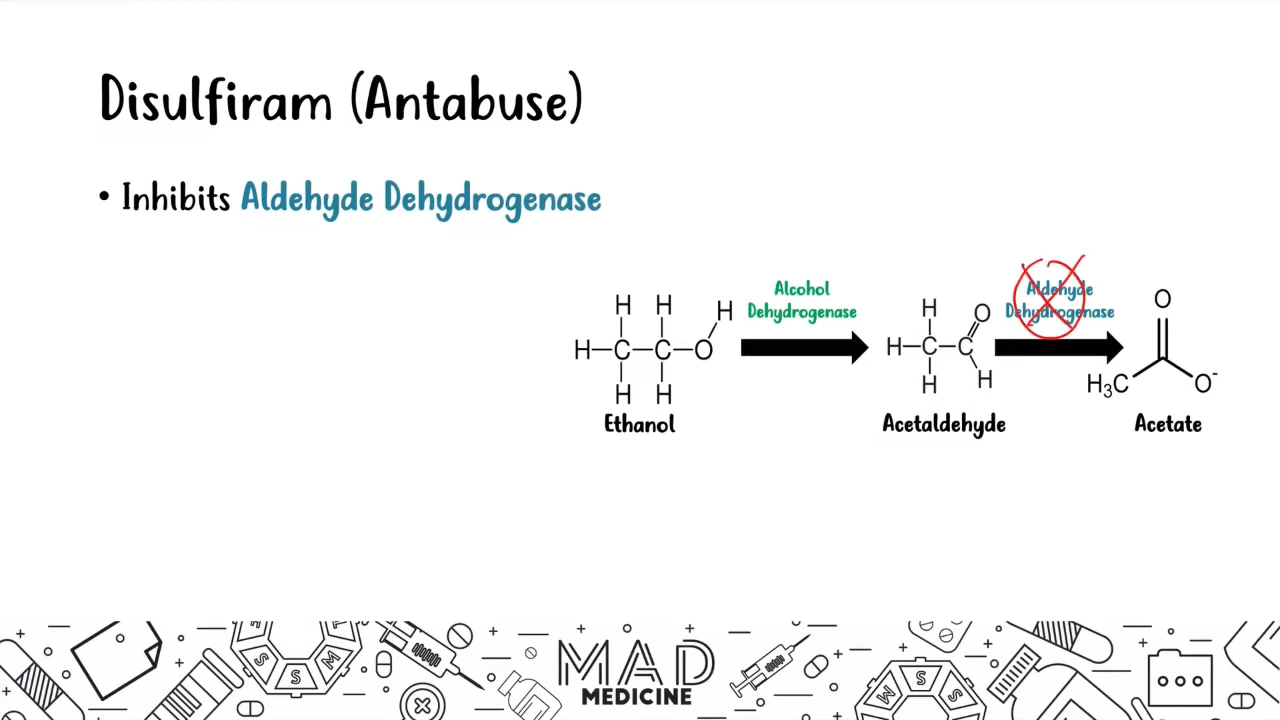 Disulfiram (Antabuse)
• Inhibits Aldehyde Dehydrogenase
Alcohol
Dehydrogenase
Aldehyde
Dehydrogenase
H H H
H C C O
H H
Ethanol
H O
H C C
H H
Acetaldehyde
O
H₃C O⁻
Acetate
S S M
M S S
MAD
MEDICINE